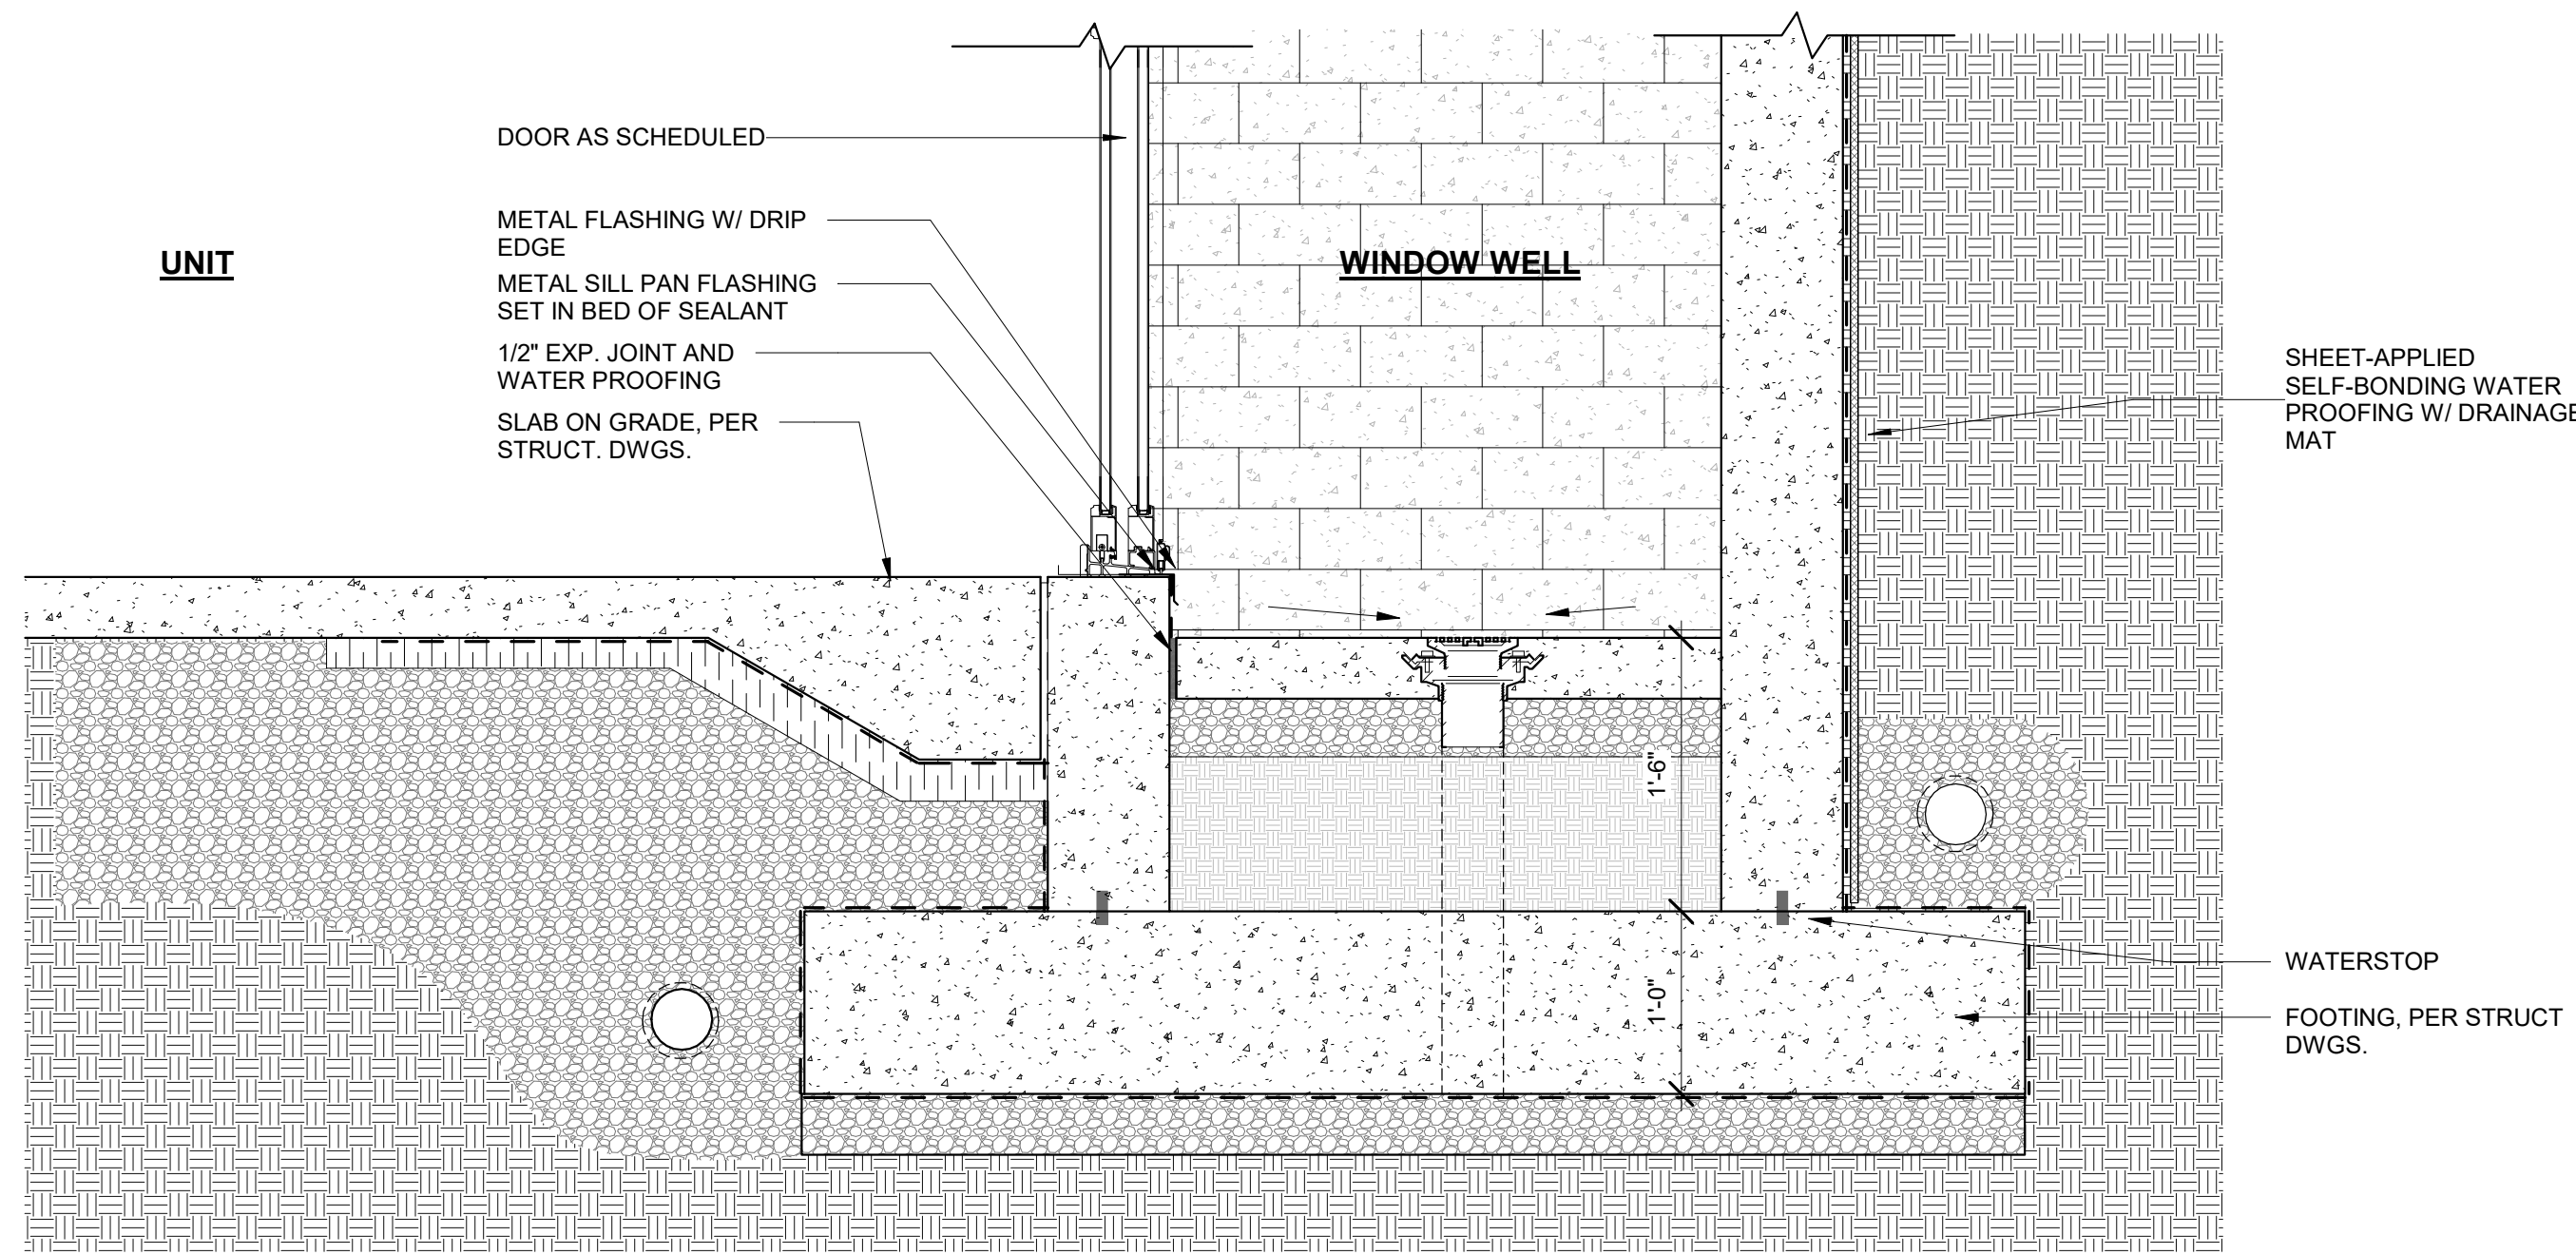 DOOR AS SCHEDULED
METAL FLASHING W/ DRIP
EDGE
METAL SILL PAN FLASHING
SET IN BED OF SEALANT
1/2" EXP. JOINT AND
WATER PROOFING
SLAB ON GRADE, PER
STRUCT. DWGS.
UNIT
WINDOW WELL
SHEET-APPLIED
SELF-BONDING WATER
PROOFING W/ DRAINAGE
MAT
1'-6"
1'-0"
WATERSTOP
FOOTING, PER STRUCT
DWGS.